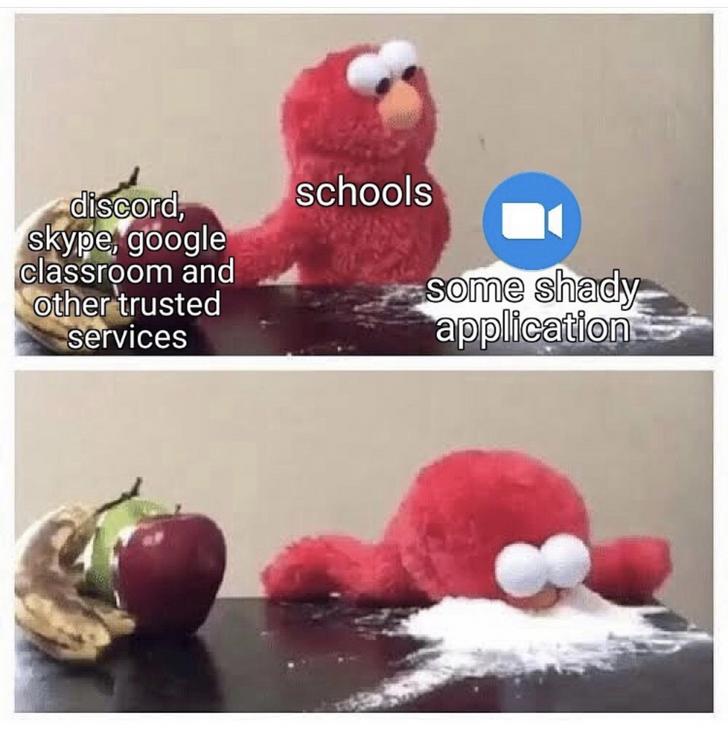 discord,
skype, google
classroom and
other trusted
services
schools
some shady
application